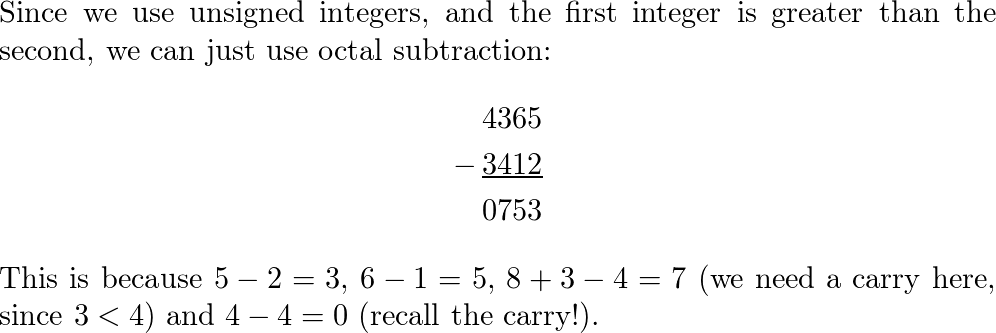 Since we use unsigned integers, and the first integer is greater than the
second, we can just use octal subtraction:
4365
− 3412
0753
This is because 5 − 2 = 3, 6 − 1 = 5, 8 + 3 − 4 = 7 (we need a carry here,
since 3 < 4) and 4 − 4 = 0 (recall the carry!).